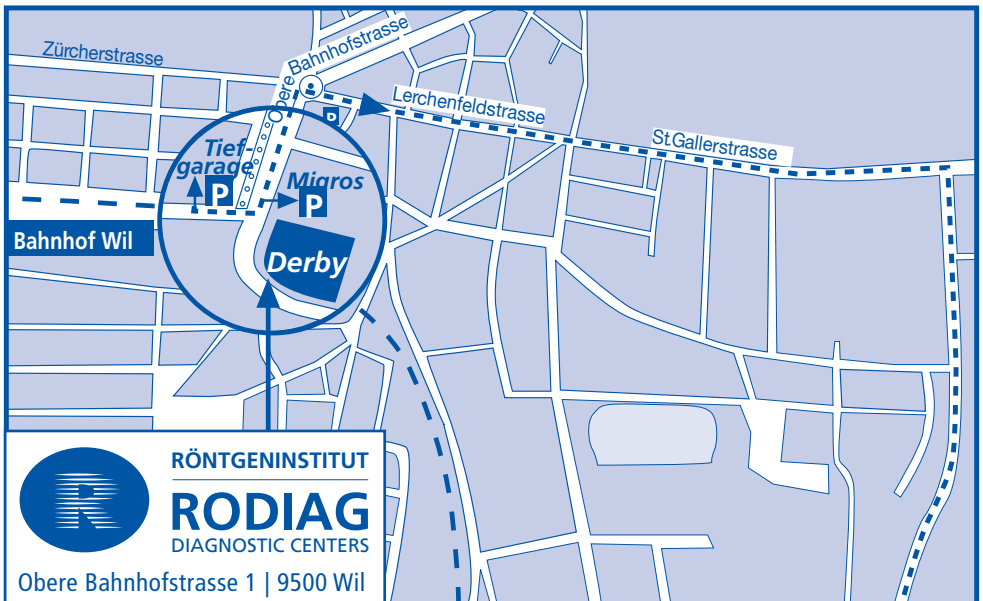 Zürcherstrasse
Obere Bahnhofstrasse
Lerchenfeldstrasse
St.Gallerstrasse
D
Tief-
garage
P
Migros
P
Bahnhof Wil
Derby
R
RÖNTGENINSTITUT
RODIAG
DIAGNOSTIC CENTERS
Obere Bahnhofstrasse 1 | 9500 Wil